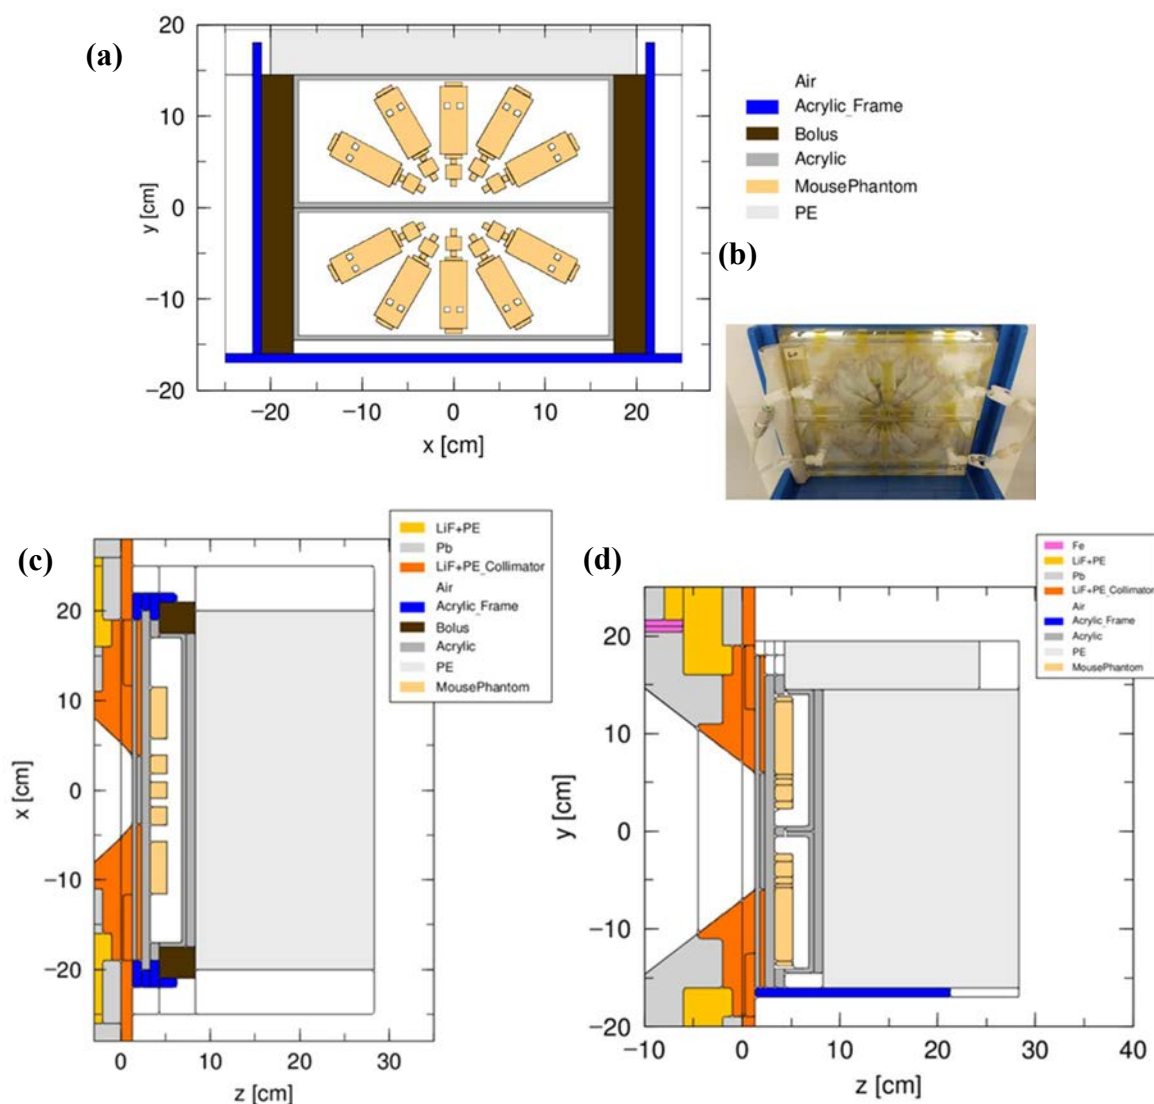 (a)
20
10
0
−10
−20
y [cm]
−20 −10 0 10 20
x [cm]
Air
Acrylic_Frame
Bolus
Acrylic
MousePhantom
PE
(b)
(c)
20
10
0
−10
−20
x [cm]
0 10 20 30
z [cm]
LiF+PE
Pb
LiF+PE_Collimator
Air
Acrylic_Frame
Bolus
Acrylic
PE
MousePhantom
(d)
20
10
0
−10
−20
y [cm]
−10 0 10 20 30 40
z [cm]
Fe
LiF+PE
Pb
LiF+PE_Collimator
Air
Acrylic_Frame
Acrylic
PE
MousePhantom